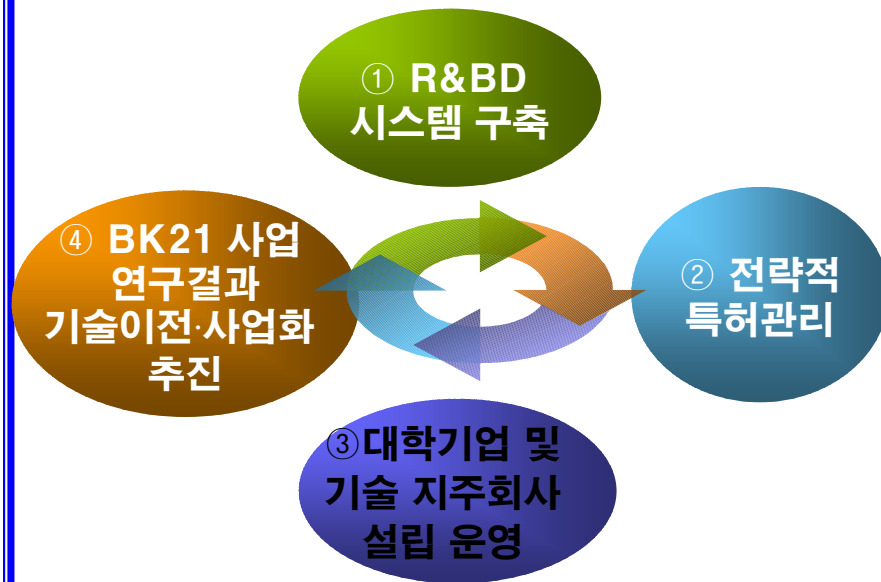 ① R&BD
시스템 구축
② 전략적
특허관리
③대학기업 및
기술 지주회사
설립 운영
④ BK21 사업
연구결과
기술이전·사업화
추진